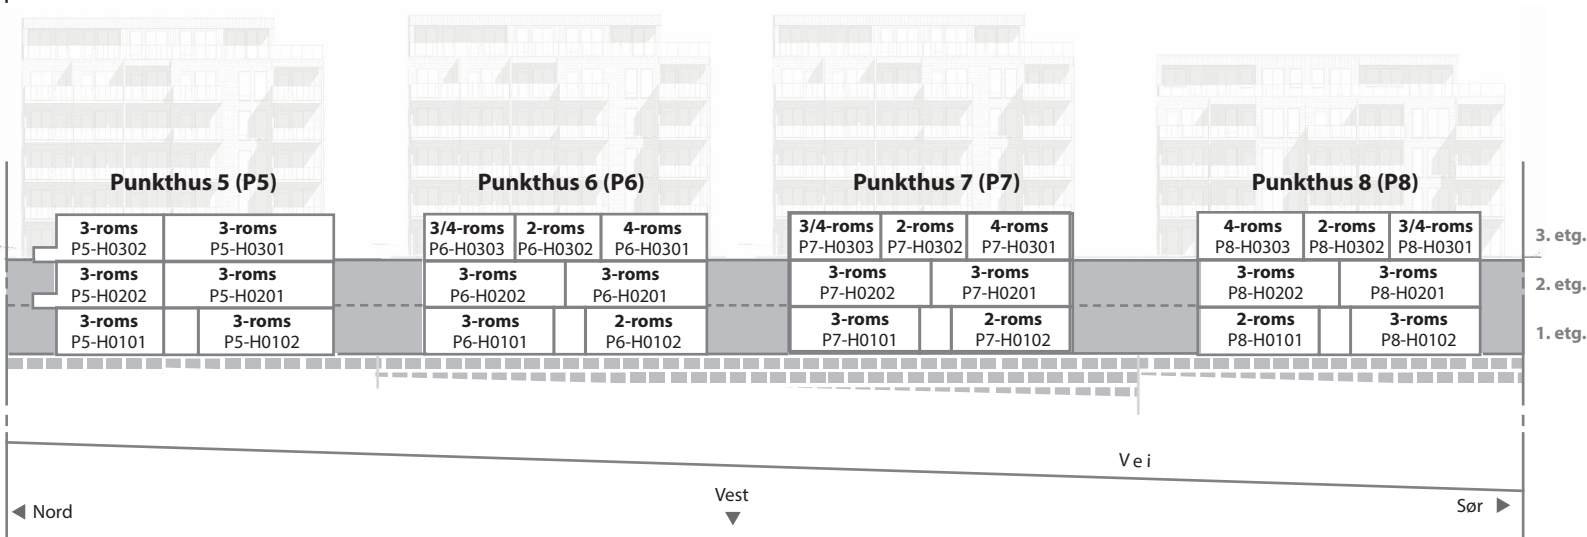 Punkthus 5 (P5)
Punkthus 6 (P6)
Punkthus 7 (P7)
Punkthus 8 (P8)
3-roms
P5-H0302
3-roms
P5-H0301
3/4-roms
P6-H0303
2-roms
P6-H0302
4-roms
P6-H0301
3/4-roms
P7-H0303
2-roms
P7-H0302
4-roms
P7-H0301
4-roms
P8-H0303
2-roms
P8-H0302
3/4-roms
P8-H0301
3. etg.
3-roms
P5-H0202
3-roms
P5-H0201
3-roms
P6-H0202
3-roms
P6-H0201
3-roms
P7-H0202
3-roms
P7-H0201
3-roms
P8-H0202
3-roms
P8-H0201
2. etg.
3-roms
P5-H0101
3-roms
P5-H0102
3-roms
P6-H0101
2-roms
P6-H0102
3-roms
P7-H0101
2-roms
P7-H0102
2-roms
P8-H0101
3-roms
P8-H0102
1. etg.
Vei
Vest
Nord
Sør